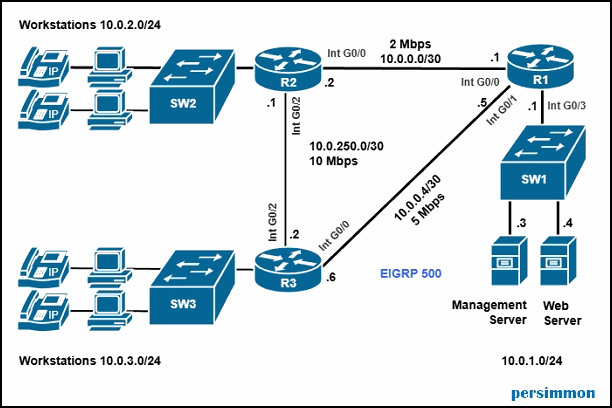 Workstations 10.0.2.0/24
IP
IP
SW2
R2
Int G0/0
.2
.1
Int G0/2
2 Mbps
10.0.0.0/30
.1
Int G0/0
R1
.5
Int G0/1
.1
Int G0/3
10.0.250.0/30
10 Mbps
10.0.0.4/30
5 Mbps
SW1
.3
.4
Int G0/2
.2
Int G0/0
R3
.6
EIGRP 500
IP
IP
SW3
Management
Server
Web
Server
Workstations 10.0.3.0/24
10.0.1.0/24
persimmon